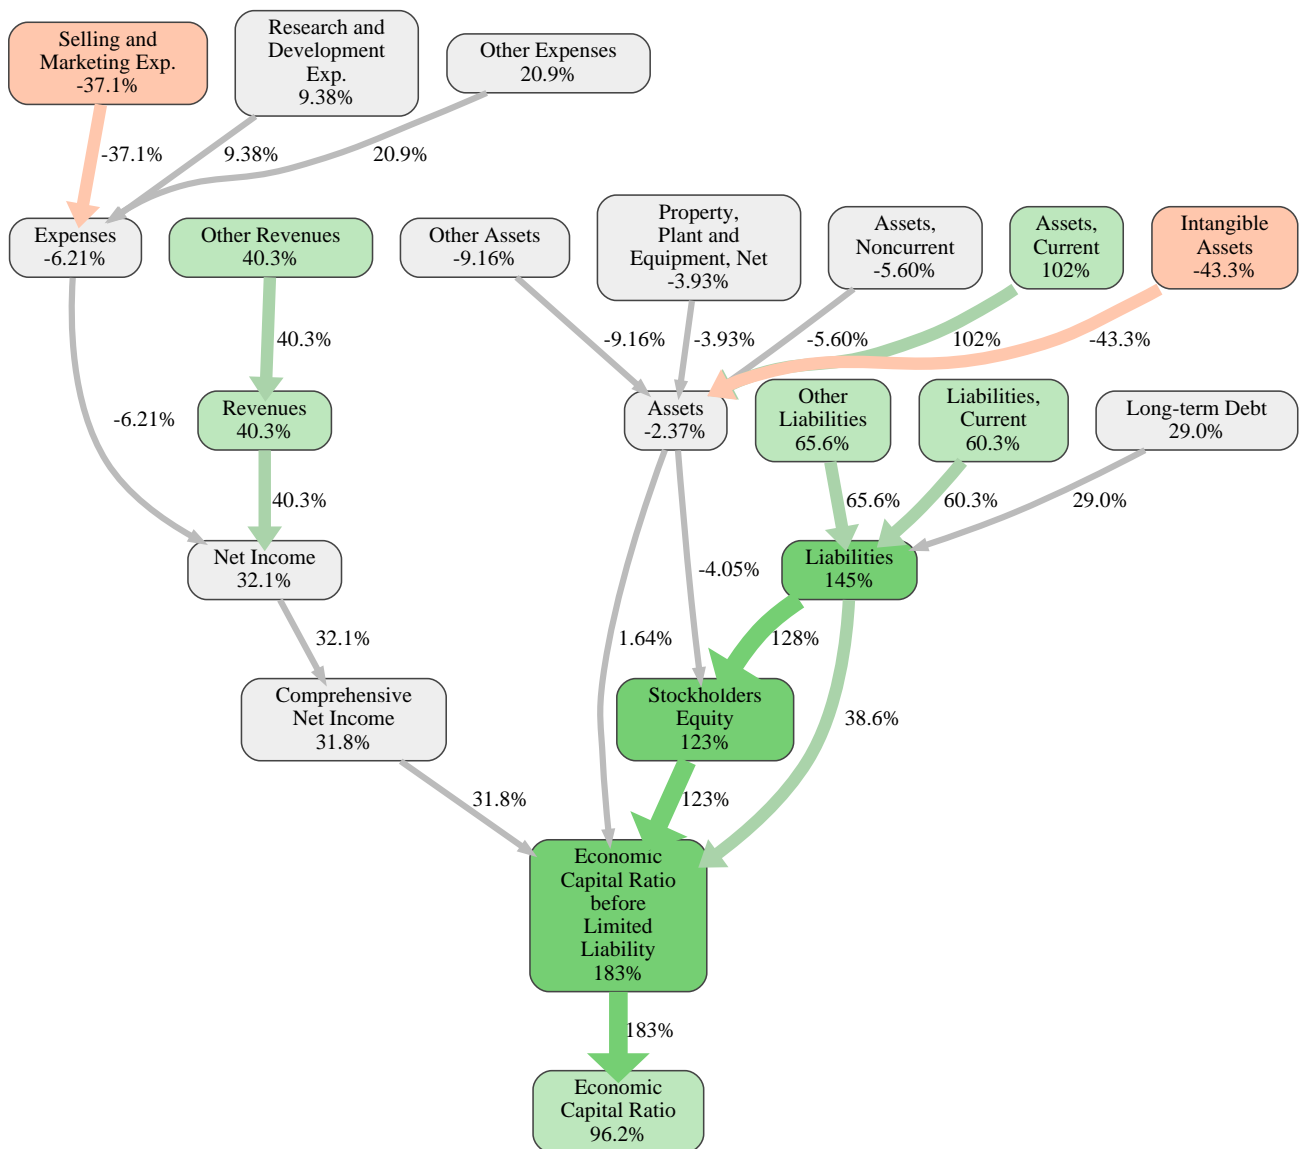 Selling and
Marketing Exp.
-37.1%
Research and
Development
Exp.
9.38%
Other Expenses
20.9%
-37.1%
9.38%
20.9%
Expenses
-6.21%
Other Revenues
40.3%
Other Assets
-9.16%
Property,
Plant and
Equipment, Net
-3.93%
Assets,
Noncurrent
-5.60%
Assets,
Current
102%
Intangible
Assets
-43.3%
40.3%
-9.16%
-3.93%
-5.60%
102%
-43.3%
-6.21%
Revenues
40.3%
Assets
-2.37%
Other
Liabilities
65.6%
Liabilities,
Current
60.3%
Long-term Debt
29.0%
40.3%
65.6%
60.3%
29.0%
Net Income
32.1%
-4.05%
Liabilities
145%
32.1%
1.64%
128%
38.6%
Comprehensive
Net Income
31.8%
Stockholders
Equity
123%
31.8%
123%
Economic
Capital Ratio
before
Limited
Liability
183%
183%
Economic
Capital Ratio
96.2%